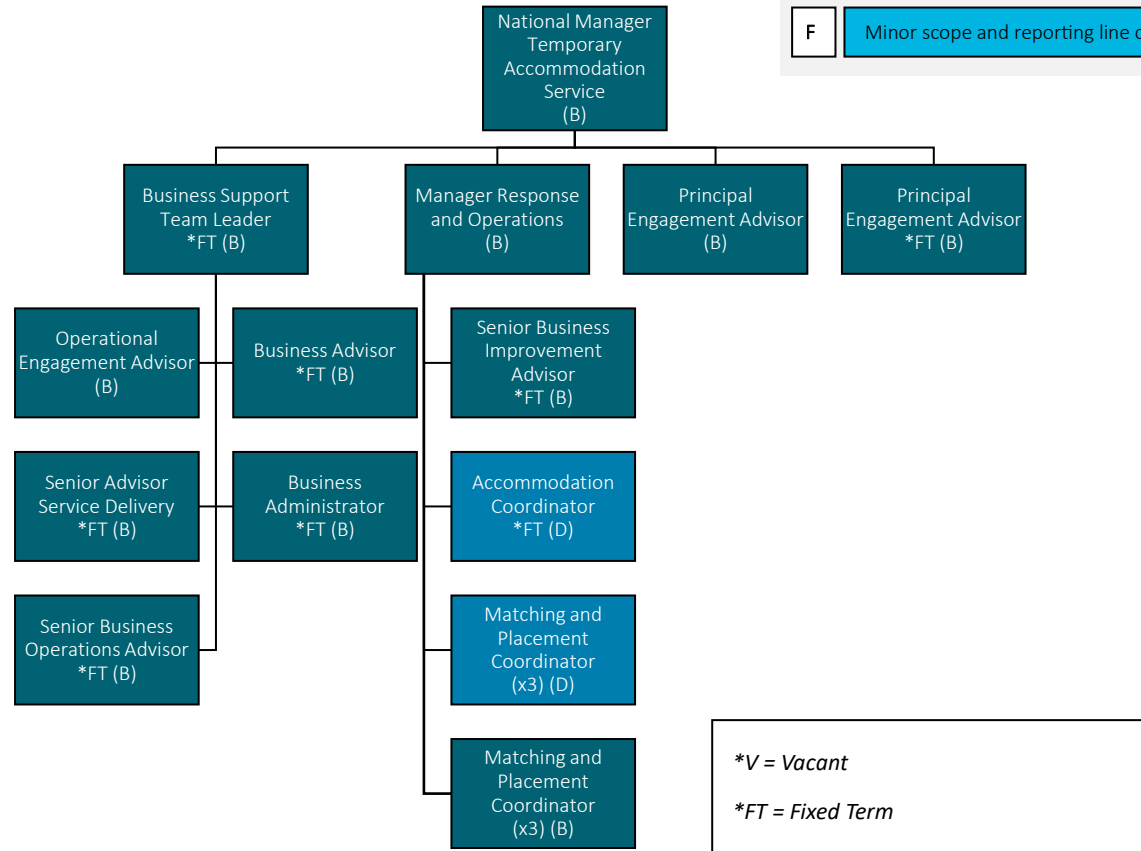 National Manager
Temporary
Accommodation
Service
(B)
F
Minor scope and reporting line
Business Support
Team Leader
*FT (B)
Manager Response
and Operations
(B)
Principal
Engagement Advisor
(B)
Principal
Engagement Advisor
*FT (B)
Operational
Engagement Advisor
(B)
Business Advisor
*FT (B)
Senior Business
Improvement
Advisor
*FT (B)
Senior Advisor
Service Delivery
*FT (B)
Business
Administrator
*FT (B)
Accommodation
Coordinator
*FT (D)
Senior Business
Operations Advisor
*FT (B)
Matching and
Placement
Coordinator
(x3) (D)
Matching and
Placement
Coordinator
(x3) (B)
*V = Vacant
*FT = Fixed Term